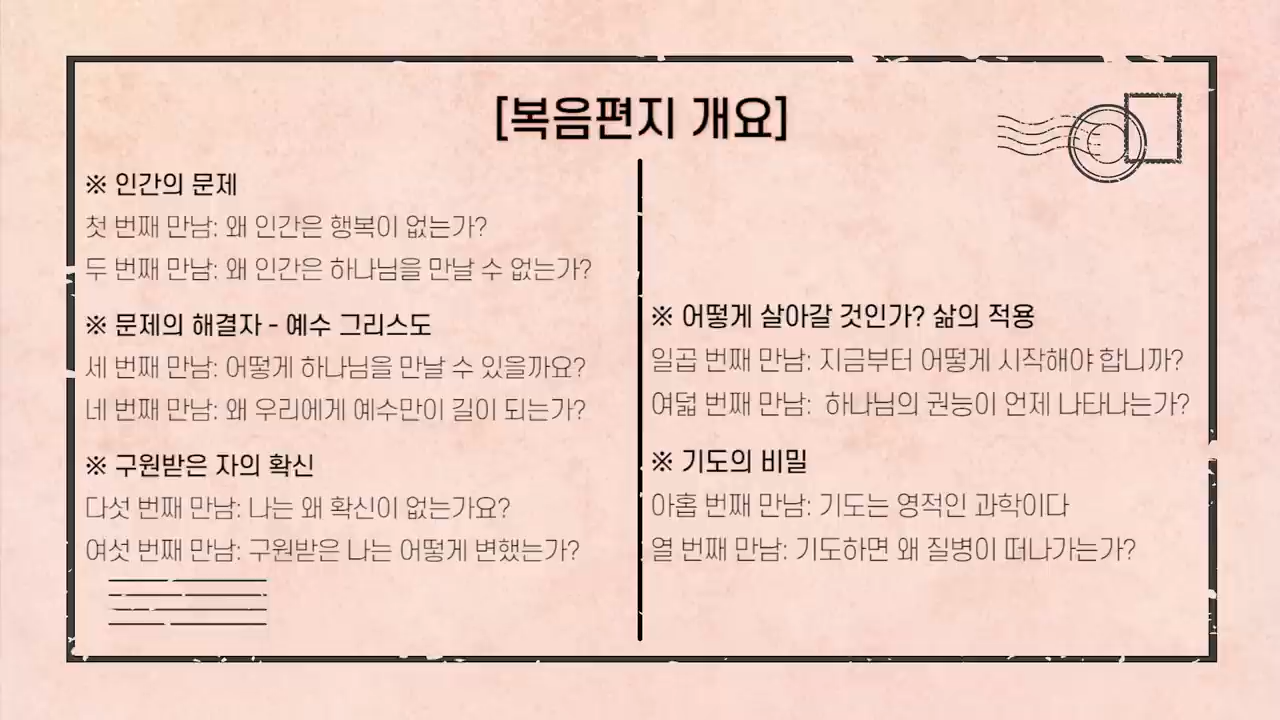 [복음편지 개요]
※ 인간의 문제
첫 번째 만남: 왜 인간은 행복이 없는가?
두 번째 만남: 왜 인간은 하나님을 만날 수 없는가?
※ 문제의 해결자 - 예수 그리스도
세 번째 만남: 어떻게 하나님을 만날 수 있을까요?
네 번째 만남: 왜 우리에게 예수만이 길이 되는가?
※ 구원받은 자의 확신
다섯 번째 만남: 나는 왜 확신이 없는가요?
여섯 번째 만남: 구원받은 나는 어떻게 변했는가?
※ 어떻게 살아갈 것인가? 삶의 적용
일곱 번째 만남: 지금부터 어떻게 시작해야 합니까?
여덟 번째 만남: 하나님의 권능이 언제 나타나는가?
※ 기도의 비밀
아홉 번째 만남: 기도는 영적인 과학이다
열 번째 만남: 기도하면 왜 질병이 떠나가는가?